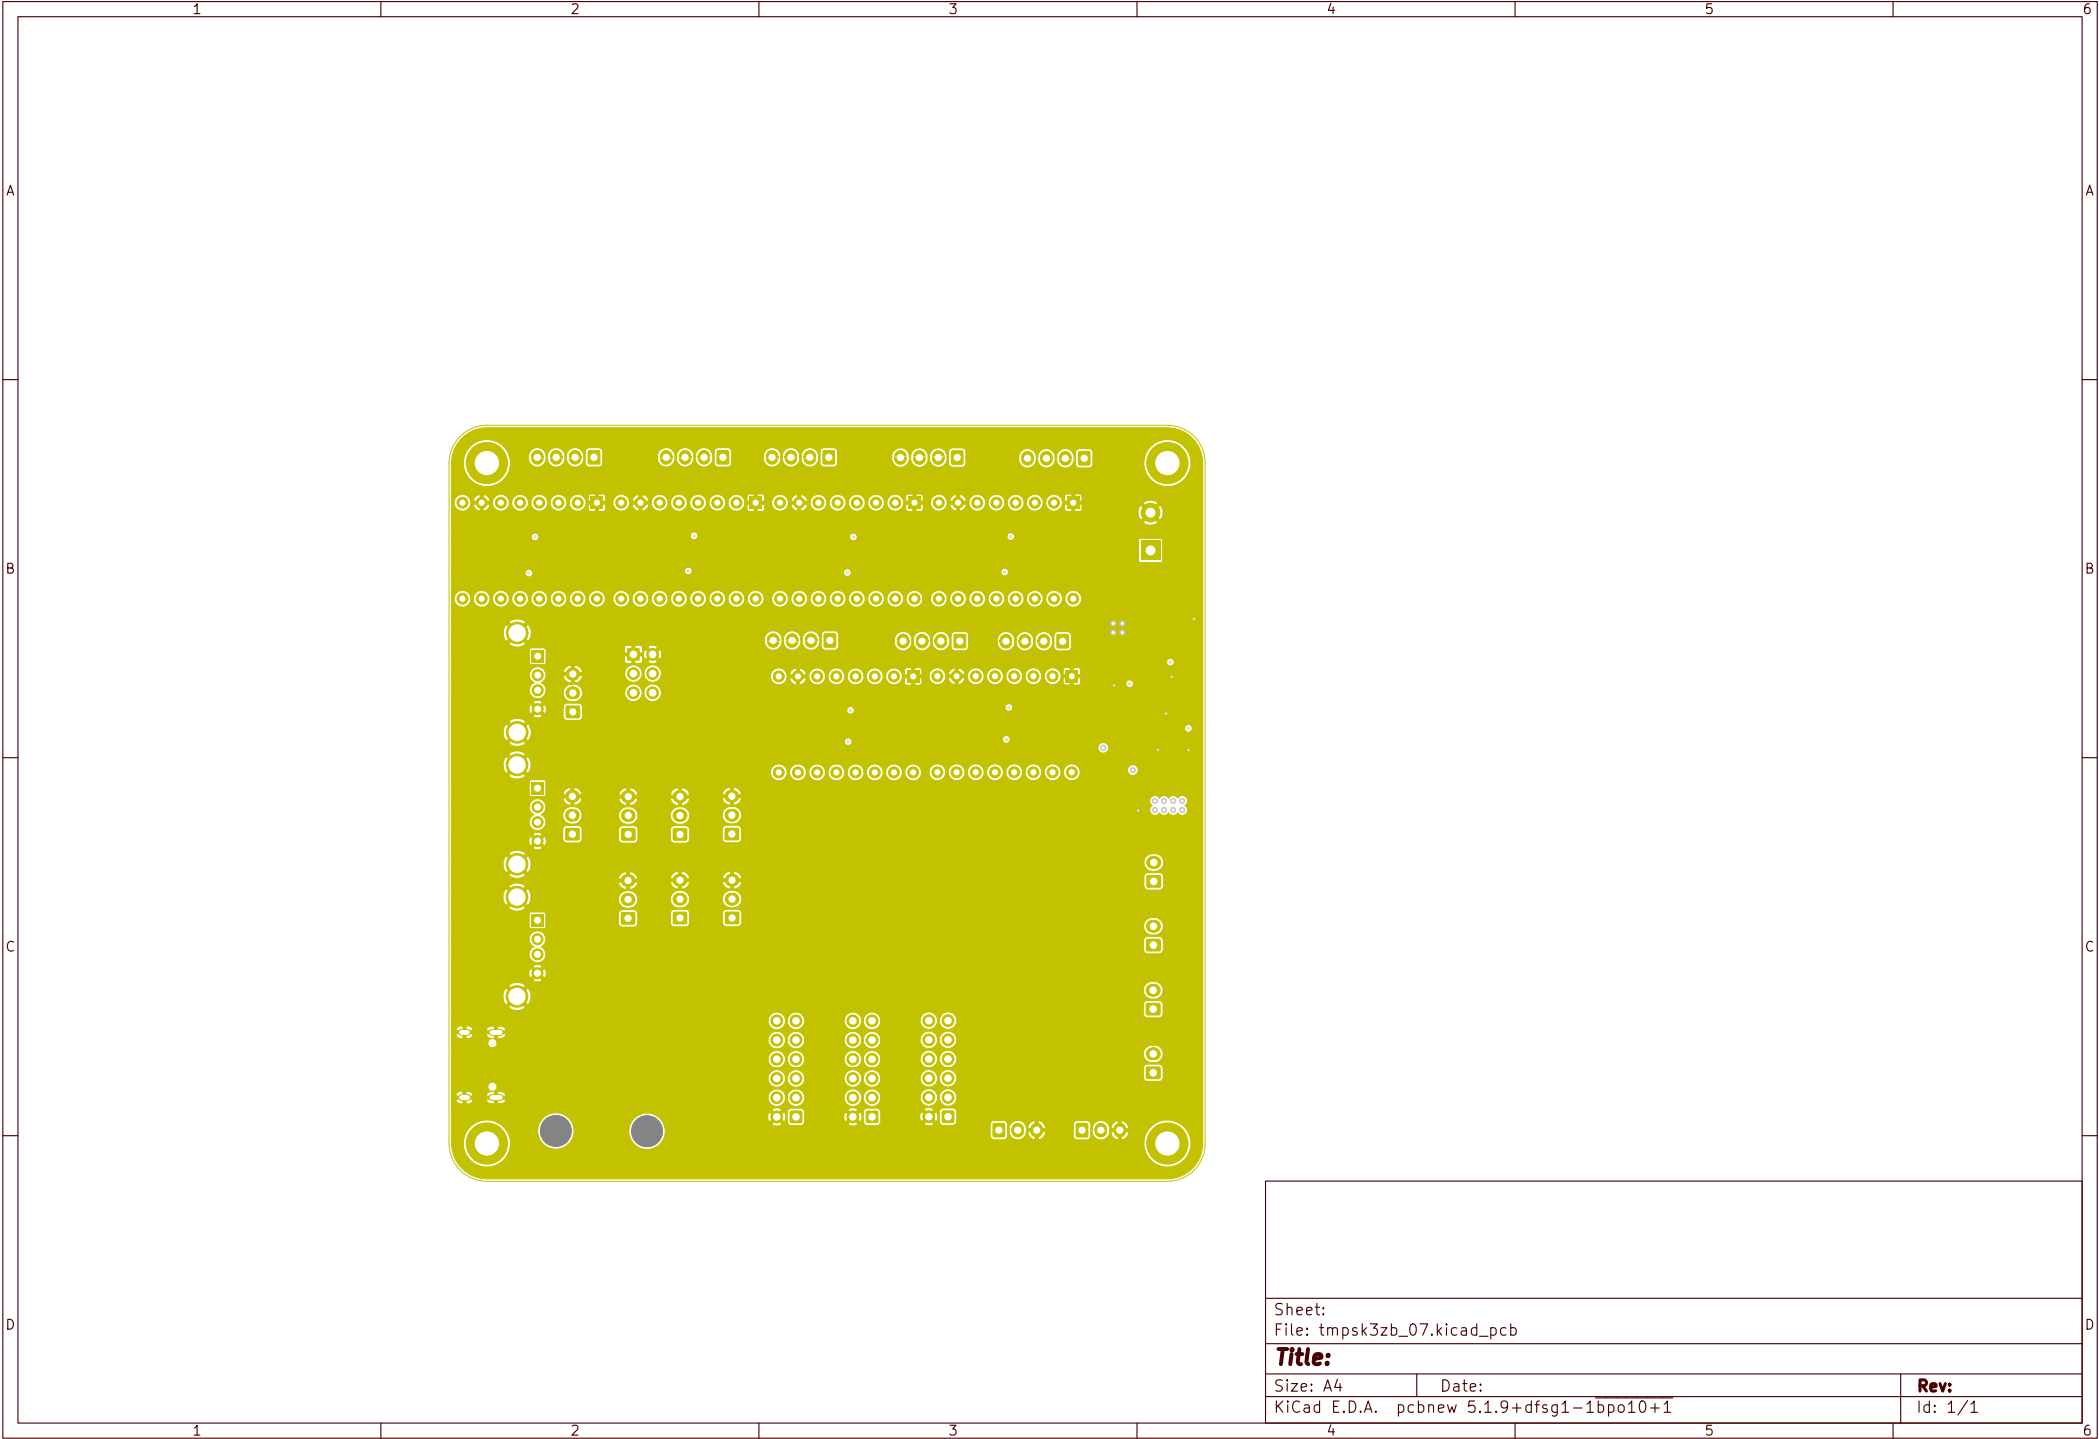 1 2 3 4 5 6
A A
B B
C C
D D
Sheet:
File: tmpsk3zb_07.kicad_pcb
Title:
Size: A4 Date: Rev:
KiCad E.D.A. pcbnew 5.1.9+dfsg1-1bpo10+1 Id: 1/1
1 2 3 4 5 6